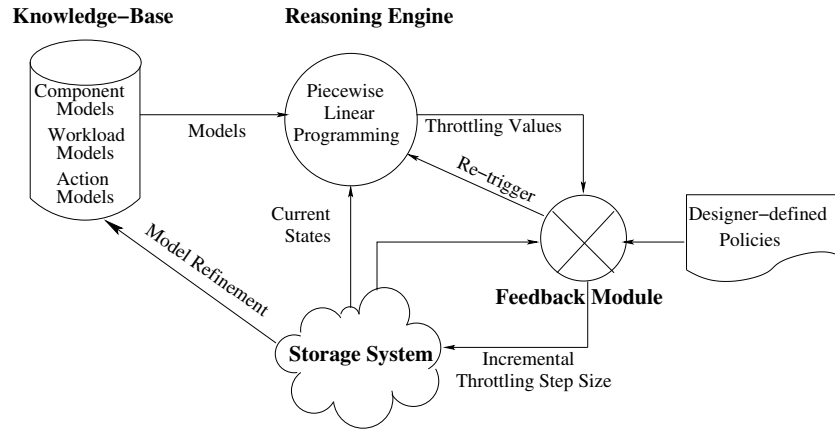 Knowledge-Base
Reasoning Engine
Component
Models
Workload
Models
Action
Models
Models
Piecewise
Linear
Programming
Throttling Values
Re-trigger
Current
States
Model Refinement
Designer-defined
Policies
Feedback Module
Storage System
Incremental
Throttling Step Size